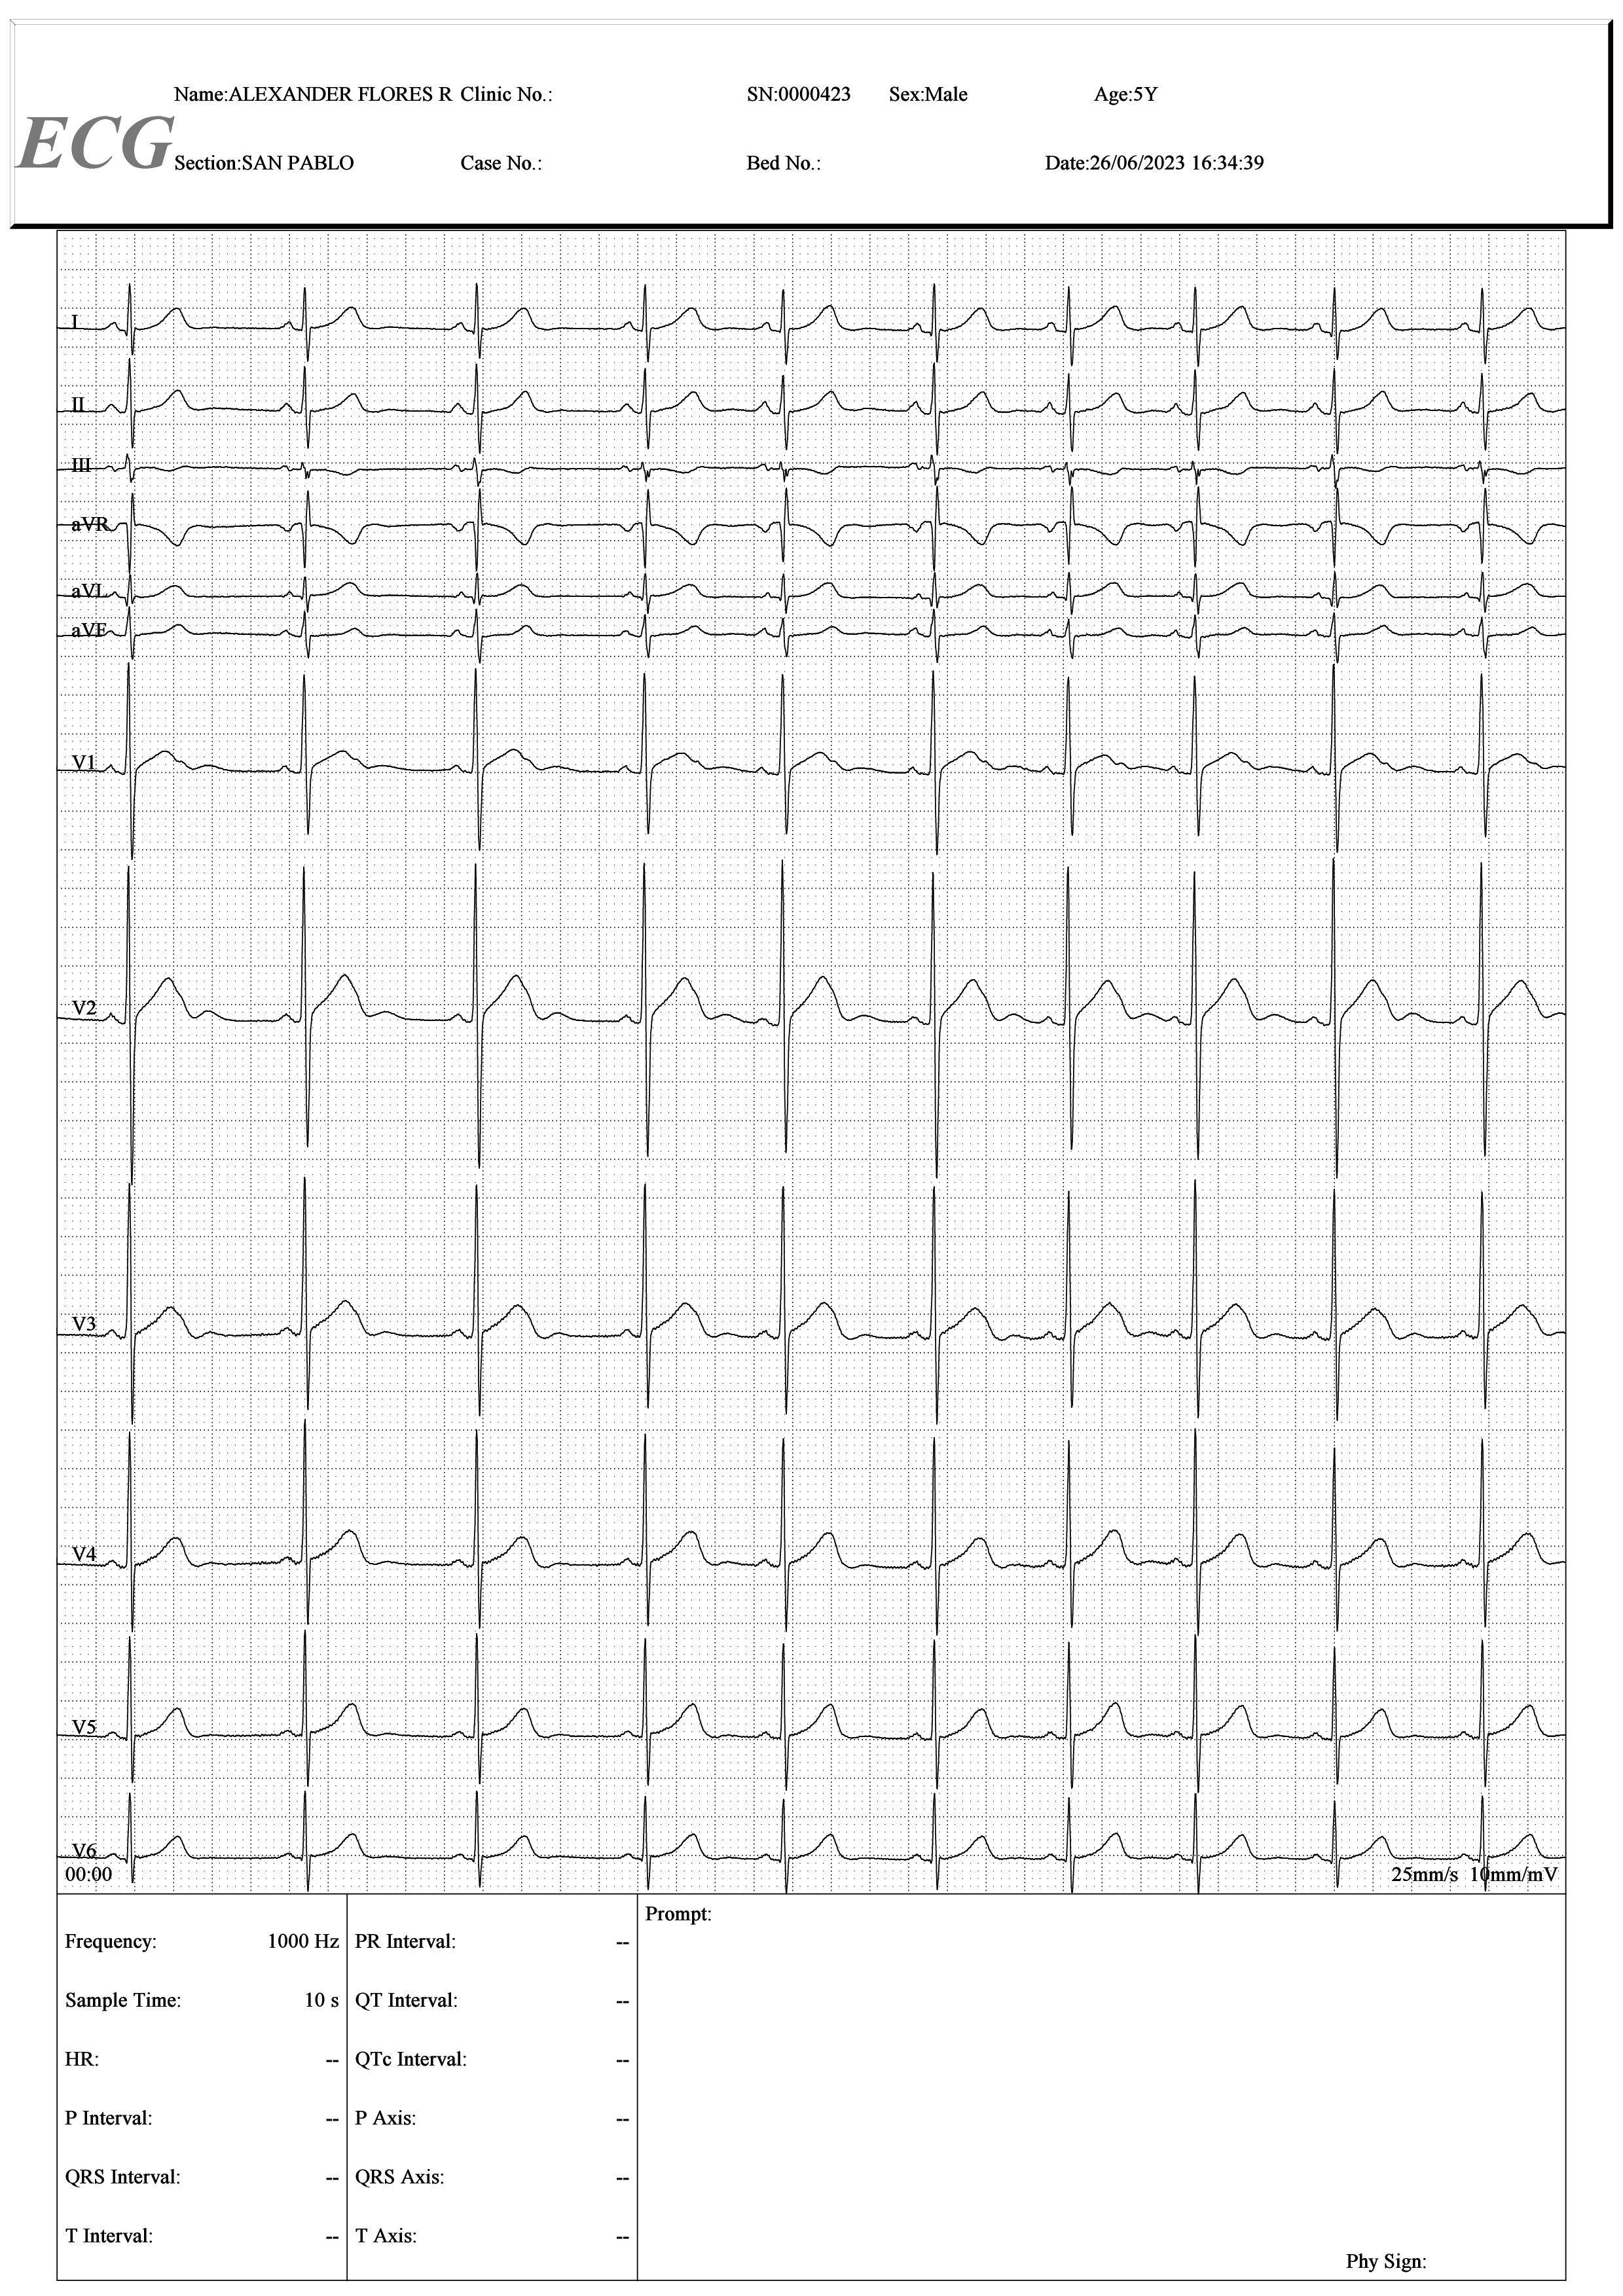 Name:ALEXANDER FLORES R Clinic No.: SN:0000423 Sex:Male Age:5Y
ECG
Section:SAN PABLO Case No.: Bed No.: Date:26/06/2023 16:34:39
I
II
III
aVR
aVL
aVF
V1
V2
V3
V4
V5
V6
00:00 25mm/s 10mm/mV
Prompt:
Frequency: 1000 Hz PR Interval: --
Sample Time: 10 s QT Interval: --
HR: -- QTc Interval: --
P Interval: -- P Axis: --
QRS Interval: -- QRS Axis: --
T Interval: -- T Axis: --
Phy Sign: